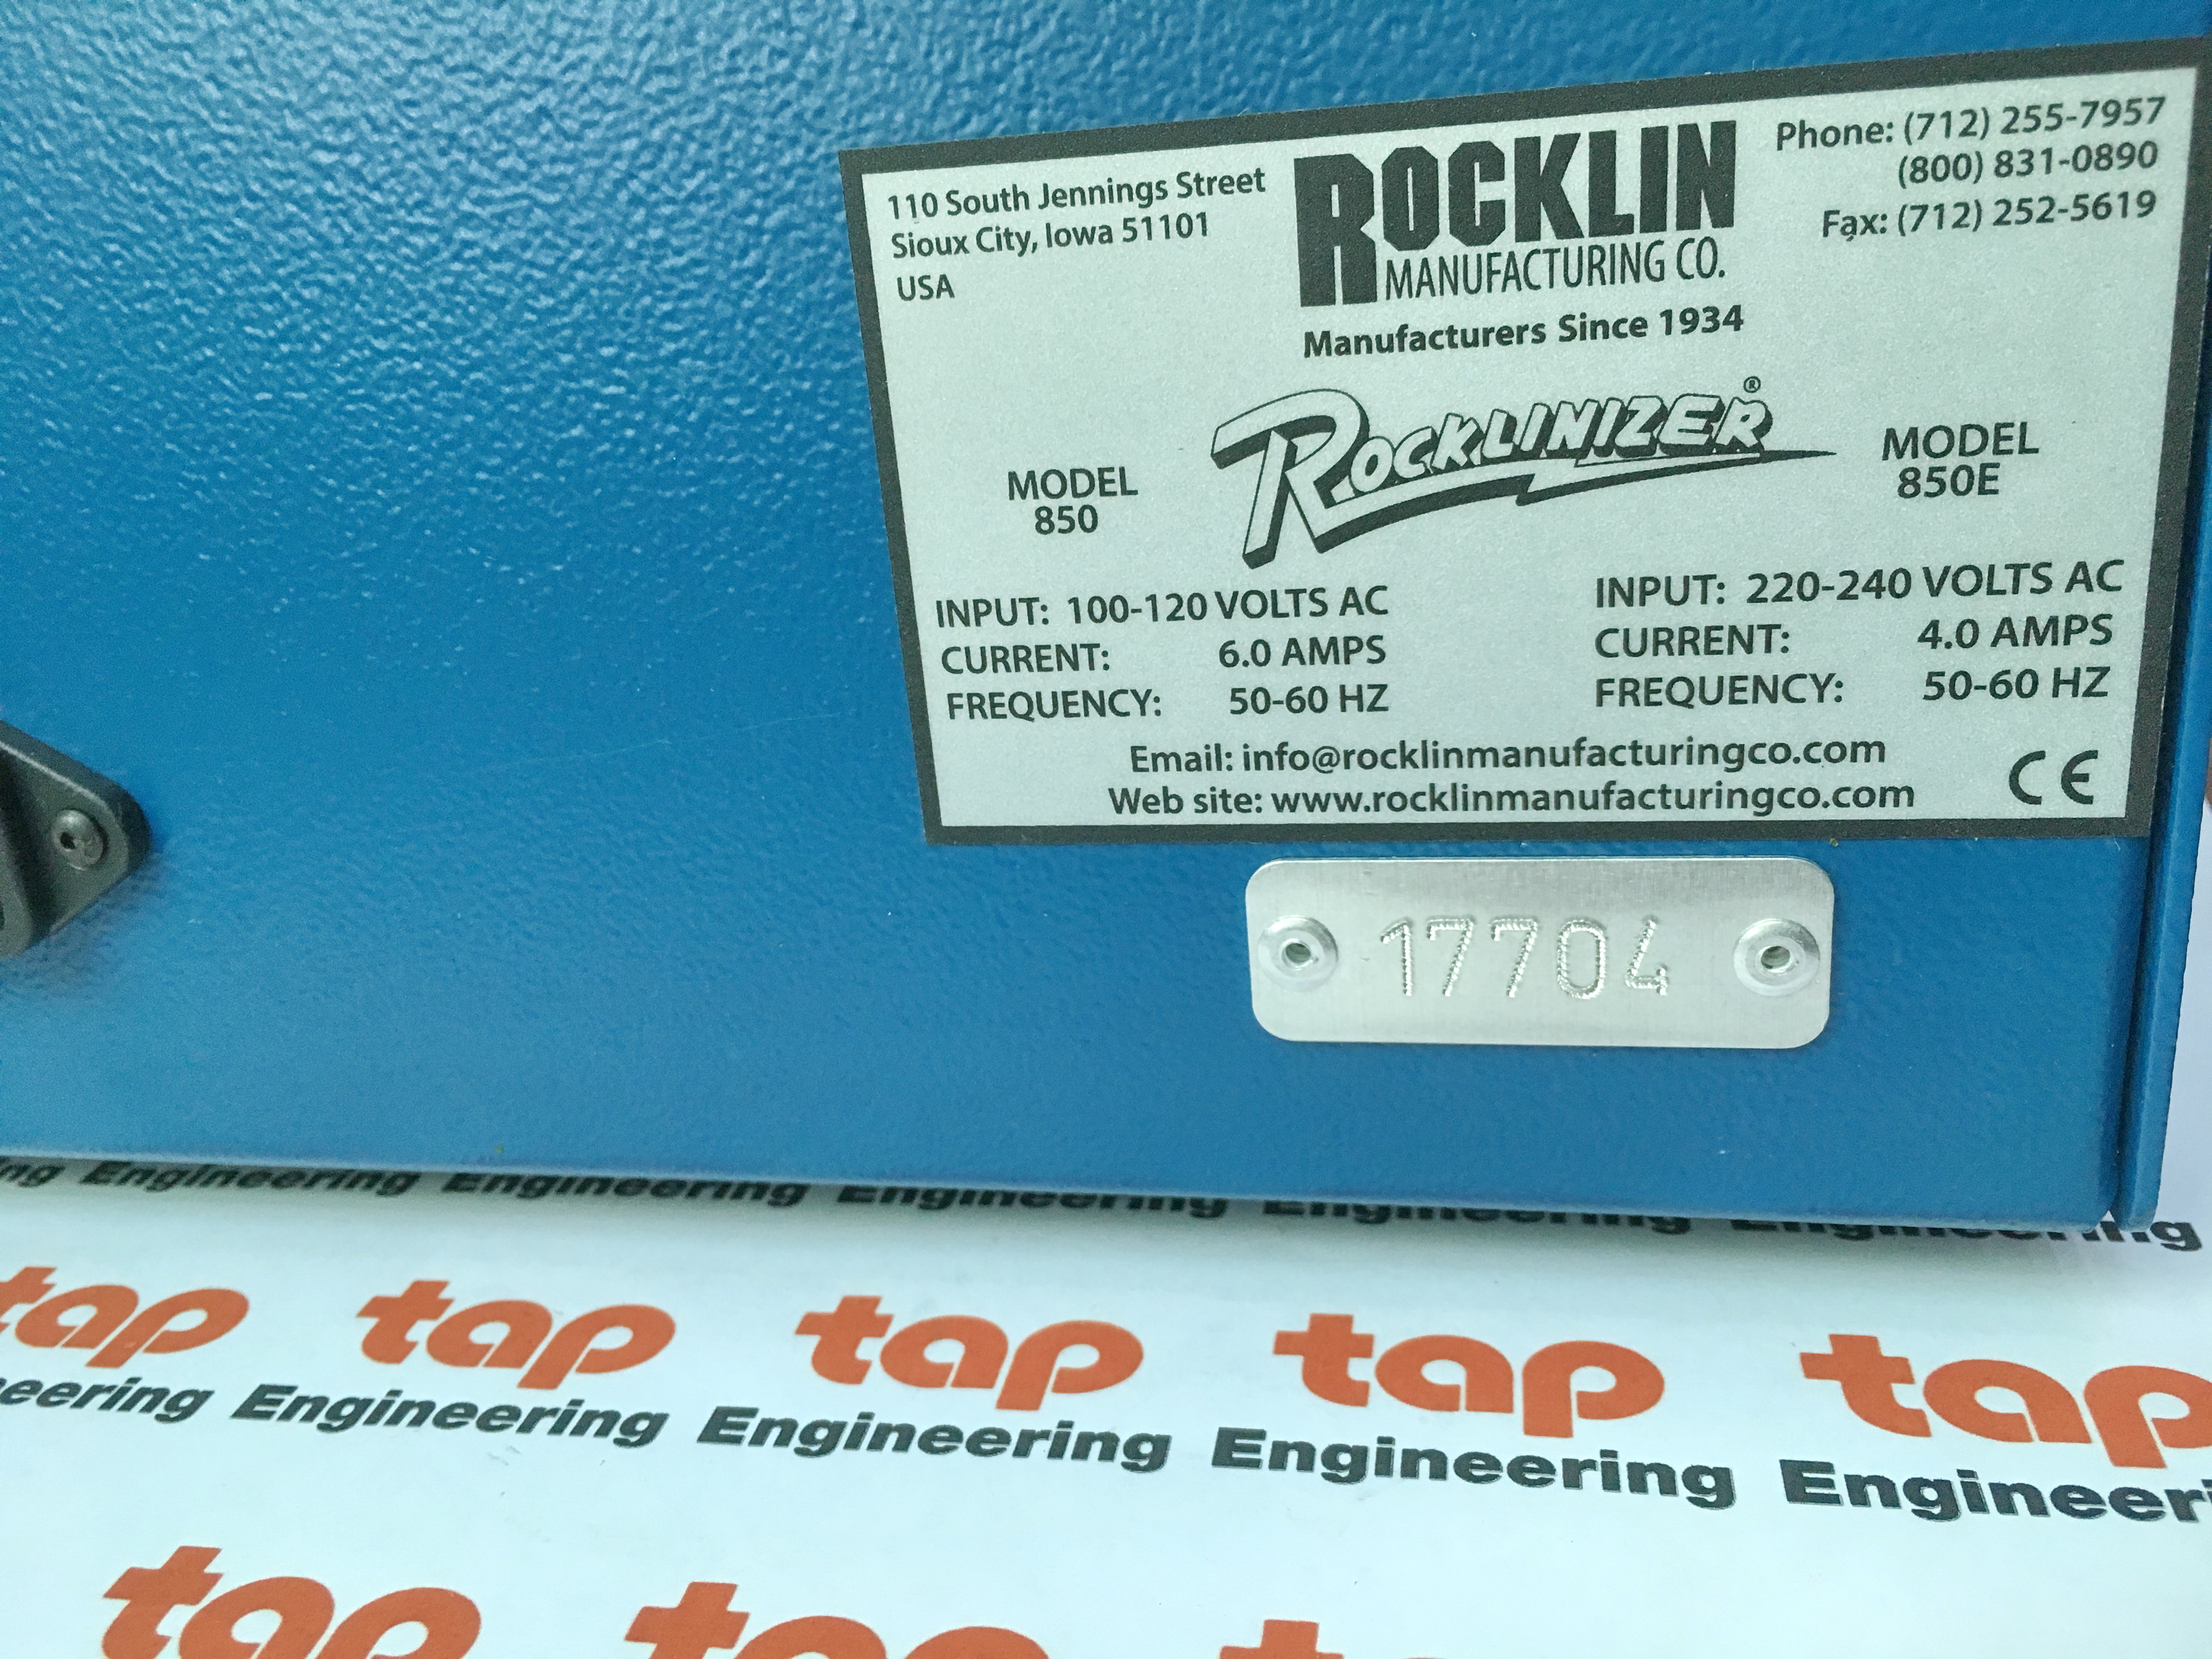 110 South Jennings Street
Sioux City, Iowa 51101
USA
ROCKLIN
MANUFACTURING CO.
Manufacturers Since 1934
Phone: (712) 255-7957
(800) 831-0890
Fax: (712) 252-5619
ROCKLINIZER®
MODEL
850
MODEL
850E
INPUT: 100-120 VOLTS AC
CURRENT: 6.0 AMPS
FREQUENCY: 50-60 HZ
INPUT: 220-240 VOLTS AC
CURRENT: 4.0 AMPS
FREQUENCY: 50-60 HZ
Email: info@rocklinmanufacturingco.com
Web site: www.rocklinmanufacturingco.com
CE
17704
Engineering Engineering Engineering Engineering Engineering
tap tap tap tap tap
Engineering Engineering Engineering
tap